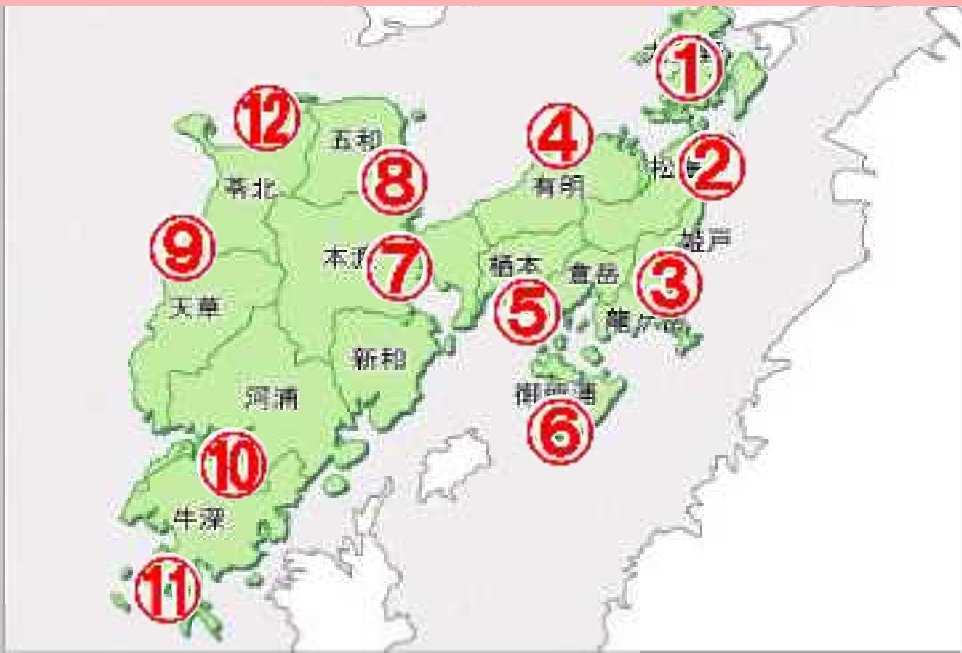 ①
⑫
④
五和
②
松
⑧
苓北
有明
⑨
姫戸
本
⑦
栖本
倉岳
③
天草
⑤
龍ヶ岳
新和
河浦
御所浦
⑥
⑩
牛深
⑪